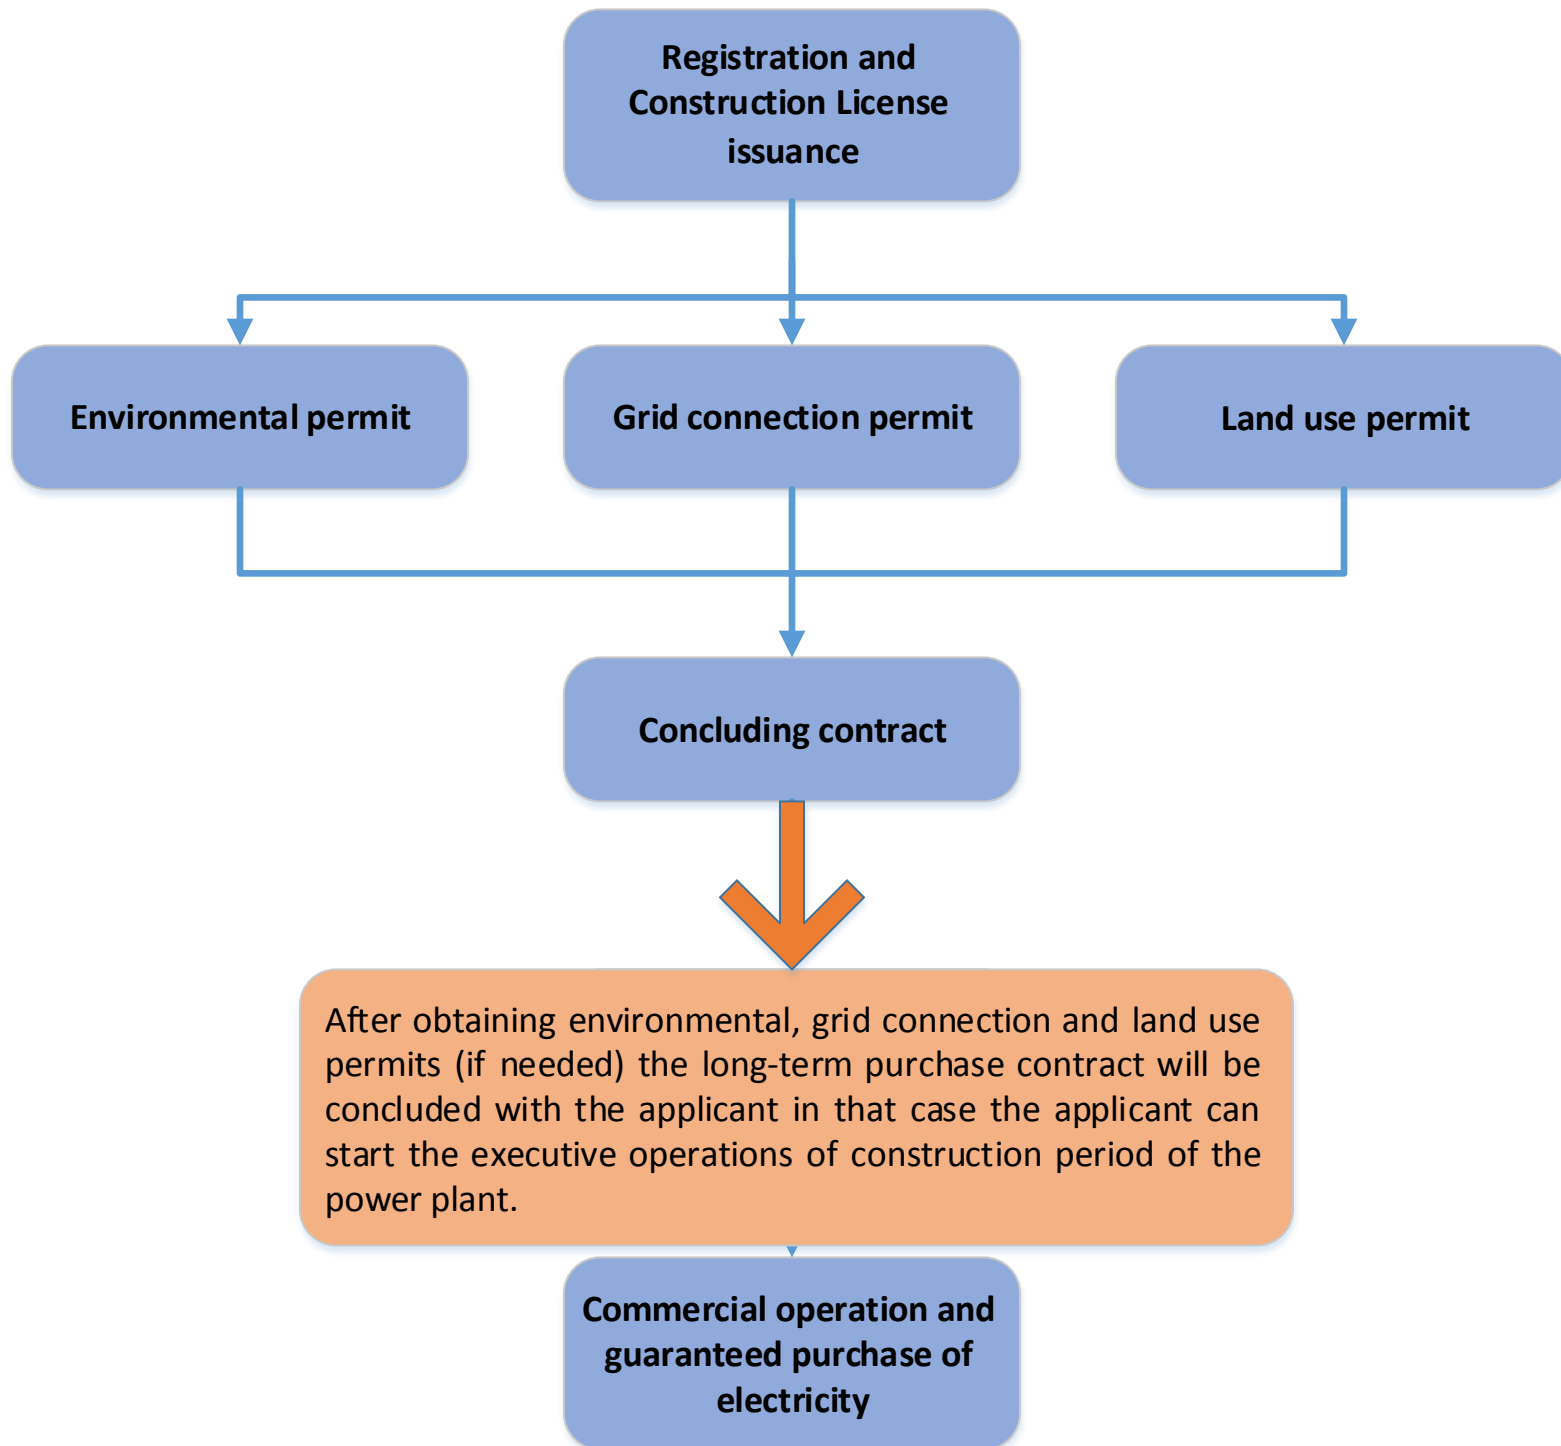 Registration and
Construction License
issuance
Environmental permit
Grid connection permit
Land use permit
Concluding contract
After obtaining environmental, grid connection and land use
permits (if needed) the long-term purchase contract will be
concluded with the applicant in that case the applicant can
start the executive operations of construction period of the
power plant.
Commercial operation and
guaranteed purchase of
electricity